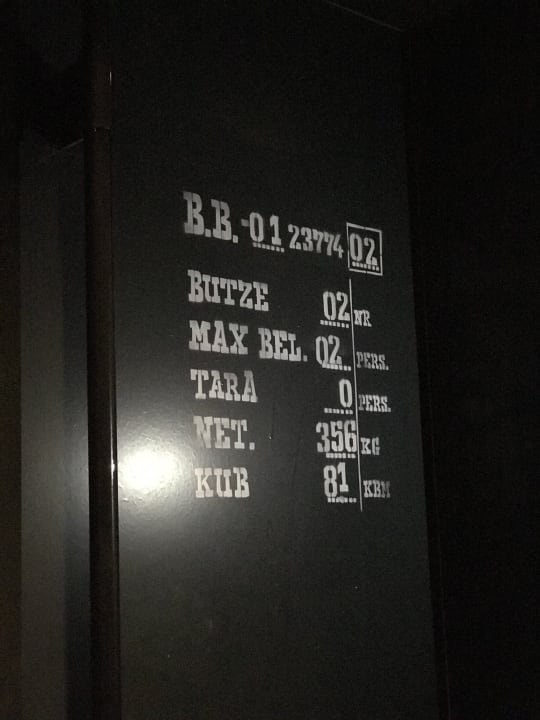 B.B.-01 23774 02
BUTZE 02 NR
MAX BEL. 02 PERS.
TARA 0 PERS.
NET. 356 KG
KUB 81 KBM